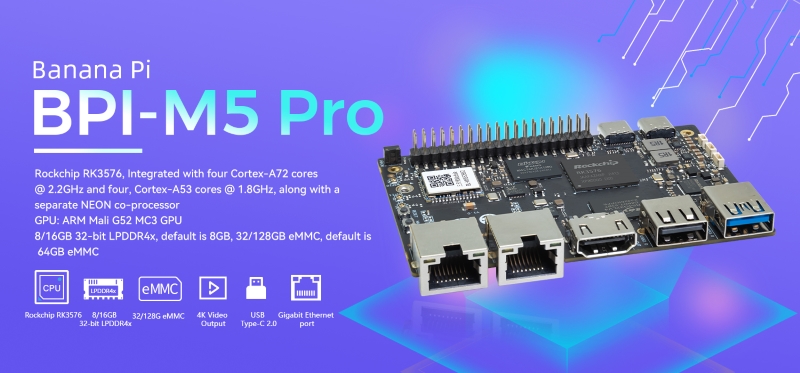 Banana Pi
BPI-M5 Pro
Rockchip RK3576, Integrated with four Cortex-A72 cores
@ 2.2GHz and four, Cortex-A53 cores @ 1.8GHz, along with a
separate NEON co-processor
GPU: ARM Mali G52 MC3 GPU
8/16GB 32-bit LPDDR4x, default is 8GB, 32/128GB eMMC, default is
64GB eMMC
CPU
LPDDR4x
eMMC
Rockchip RK3576
8/16GB
32-bit LPDDR4x
32/128G eMMC
4K Video
Output
USB
Type-C 2.0
Gigabit Ethernet
port
Rockchip
RK3576